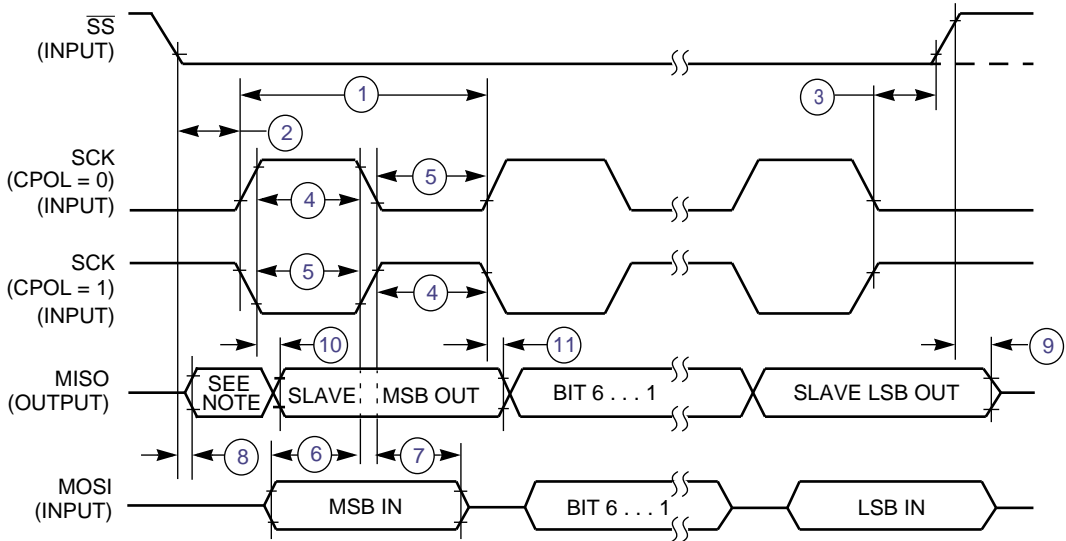 SS
(INPUT)
1
3
2
SCK
(CPOL = 0)
(INPUT)
5
4
SCK
(CPOL = 1)
(INPUT)
5
4
10
11
9
MISO
(OUTPUT)
SEE
NOTE
SLAVE
MSB OUT
BIT 6 . . . 1
SLAVE LSB OUT
8
6
7
MOSI
(INPUT)
MSB IN
BIT 6 . . . 1
LSB IN